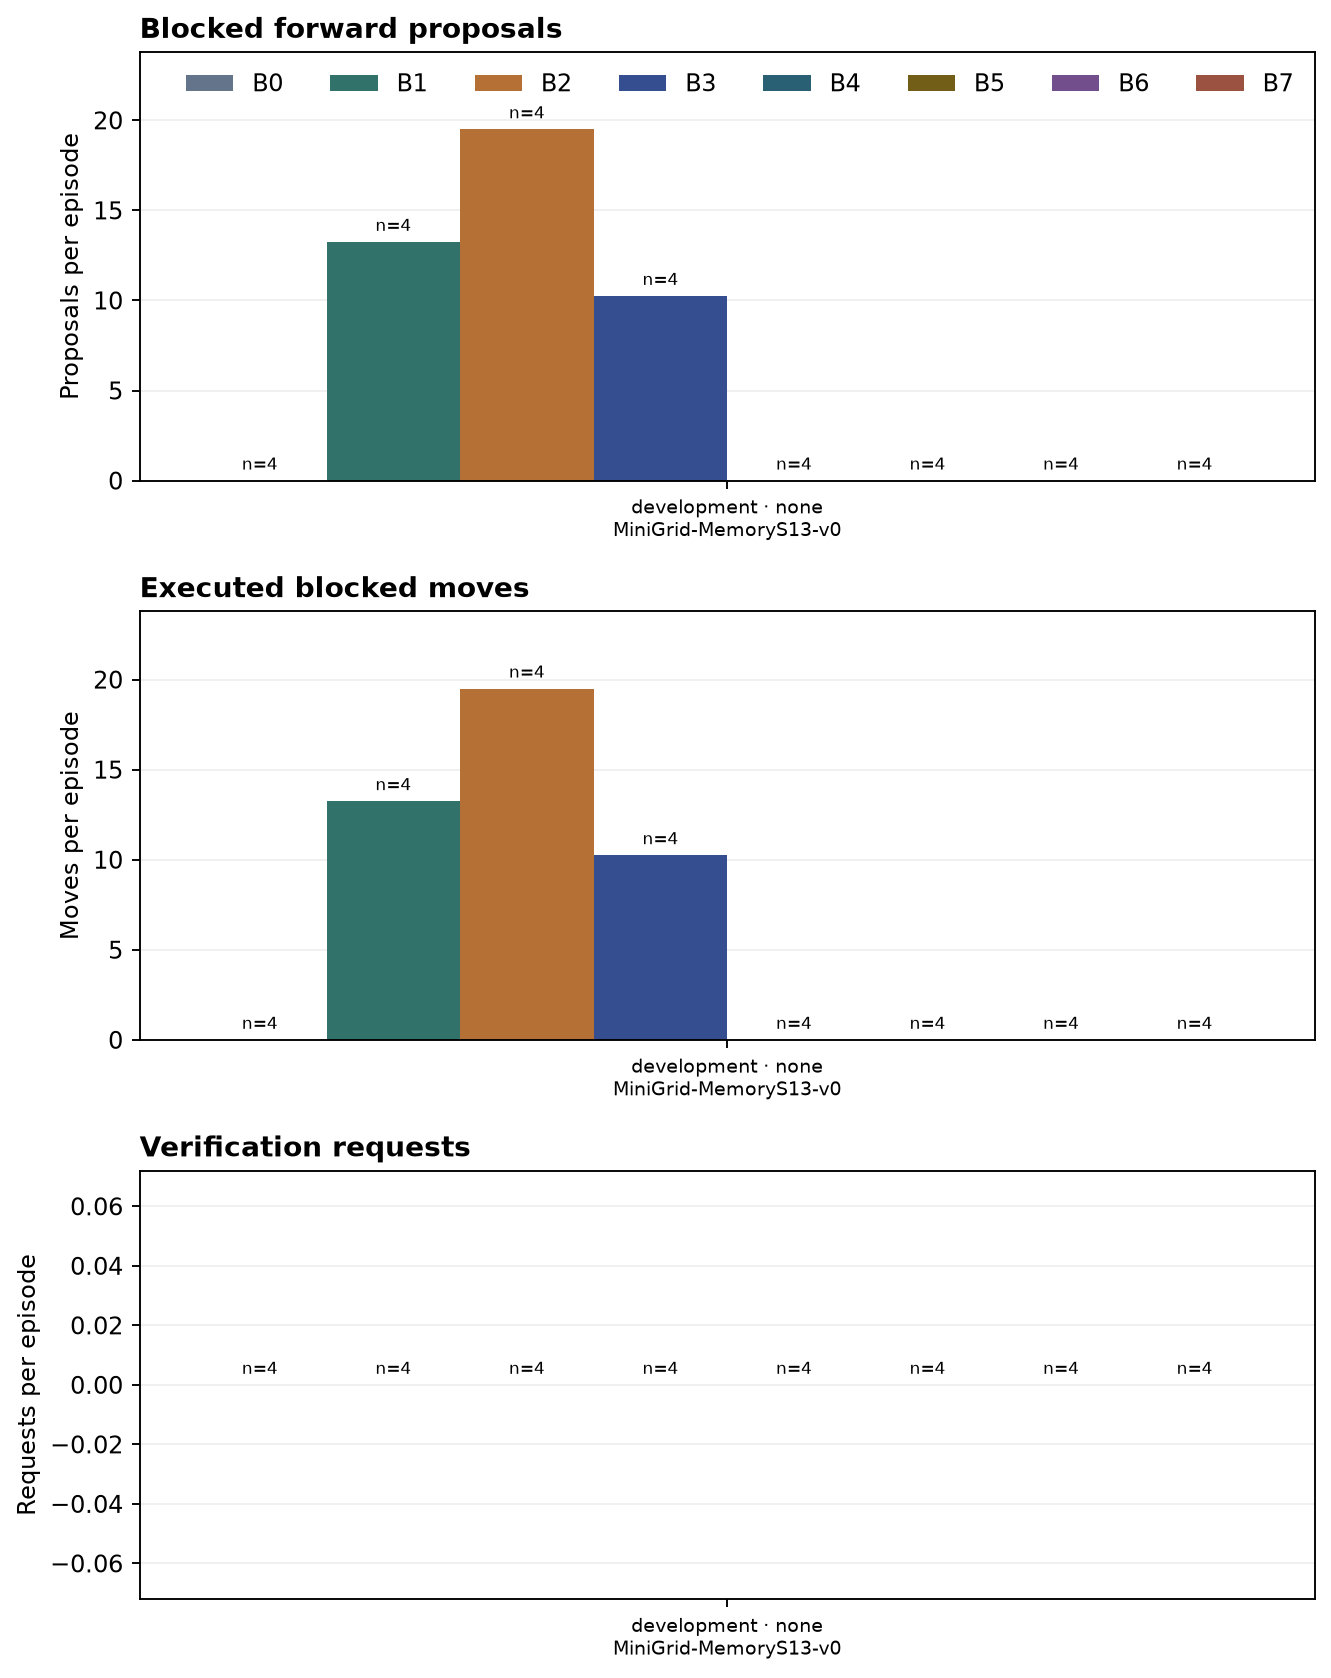 Blocked forward proposals
B0 B1 B2 B3 B4 B5 B6 B7
Proposals per episode
20
15
10
5
0
n=4 n=4 n=4 n=4 n=4 n=4 n=4 n=4
development · none
MiniGrid-MemoryS13-v0
Executed blocked moves
Moves per episode
20
15
10
5
0
n=4 n=4 n=4 n=4 n=4 n=4 n=4 n=4
development · none
MiniGrid-MemoryS13-v0
Verification requests
Requests per episode
0.06
0.04
0.02
0.00
−0.02
−0.04
−0.06
n=4 n=4 n=4 n=4 n=4 n=4 n=4 n=4
development · none
MiniGrid-MemoryS13-v0